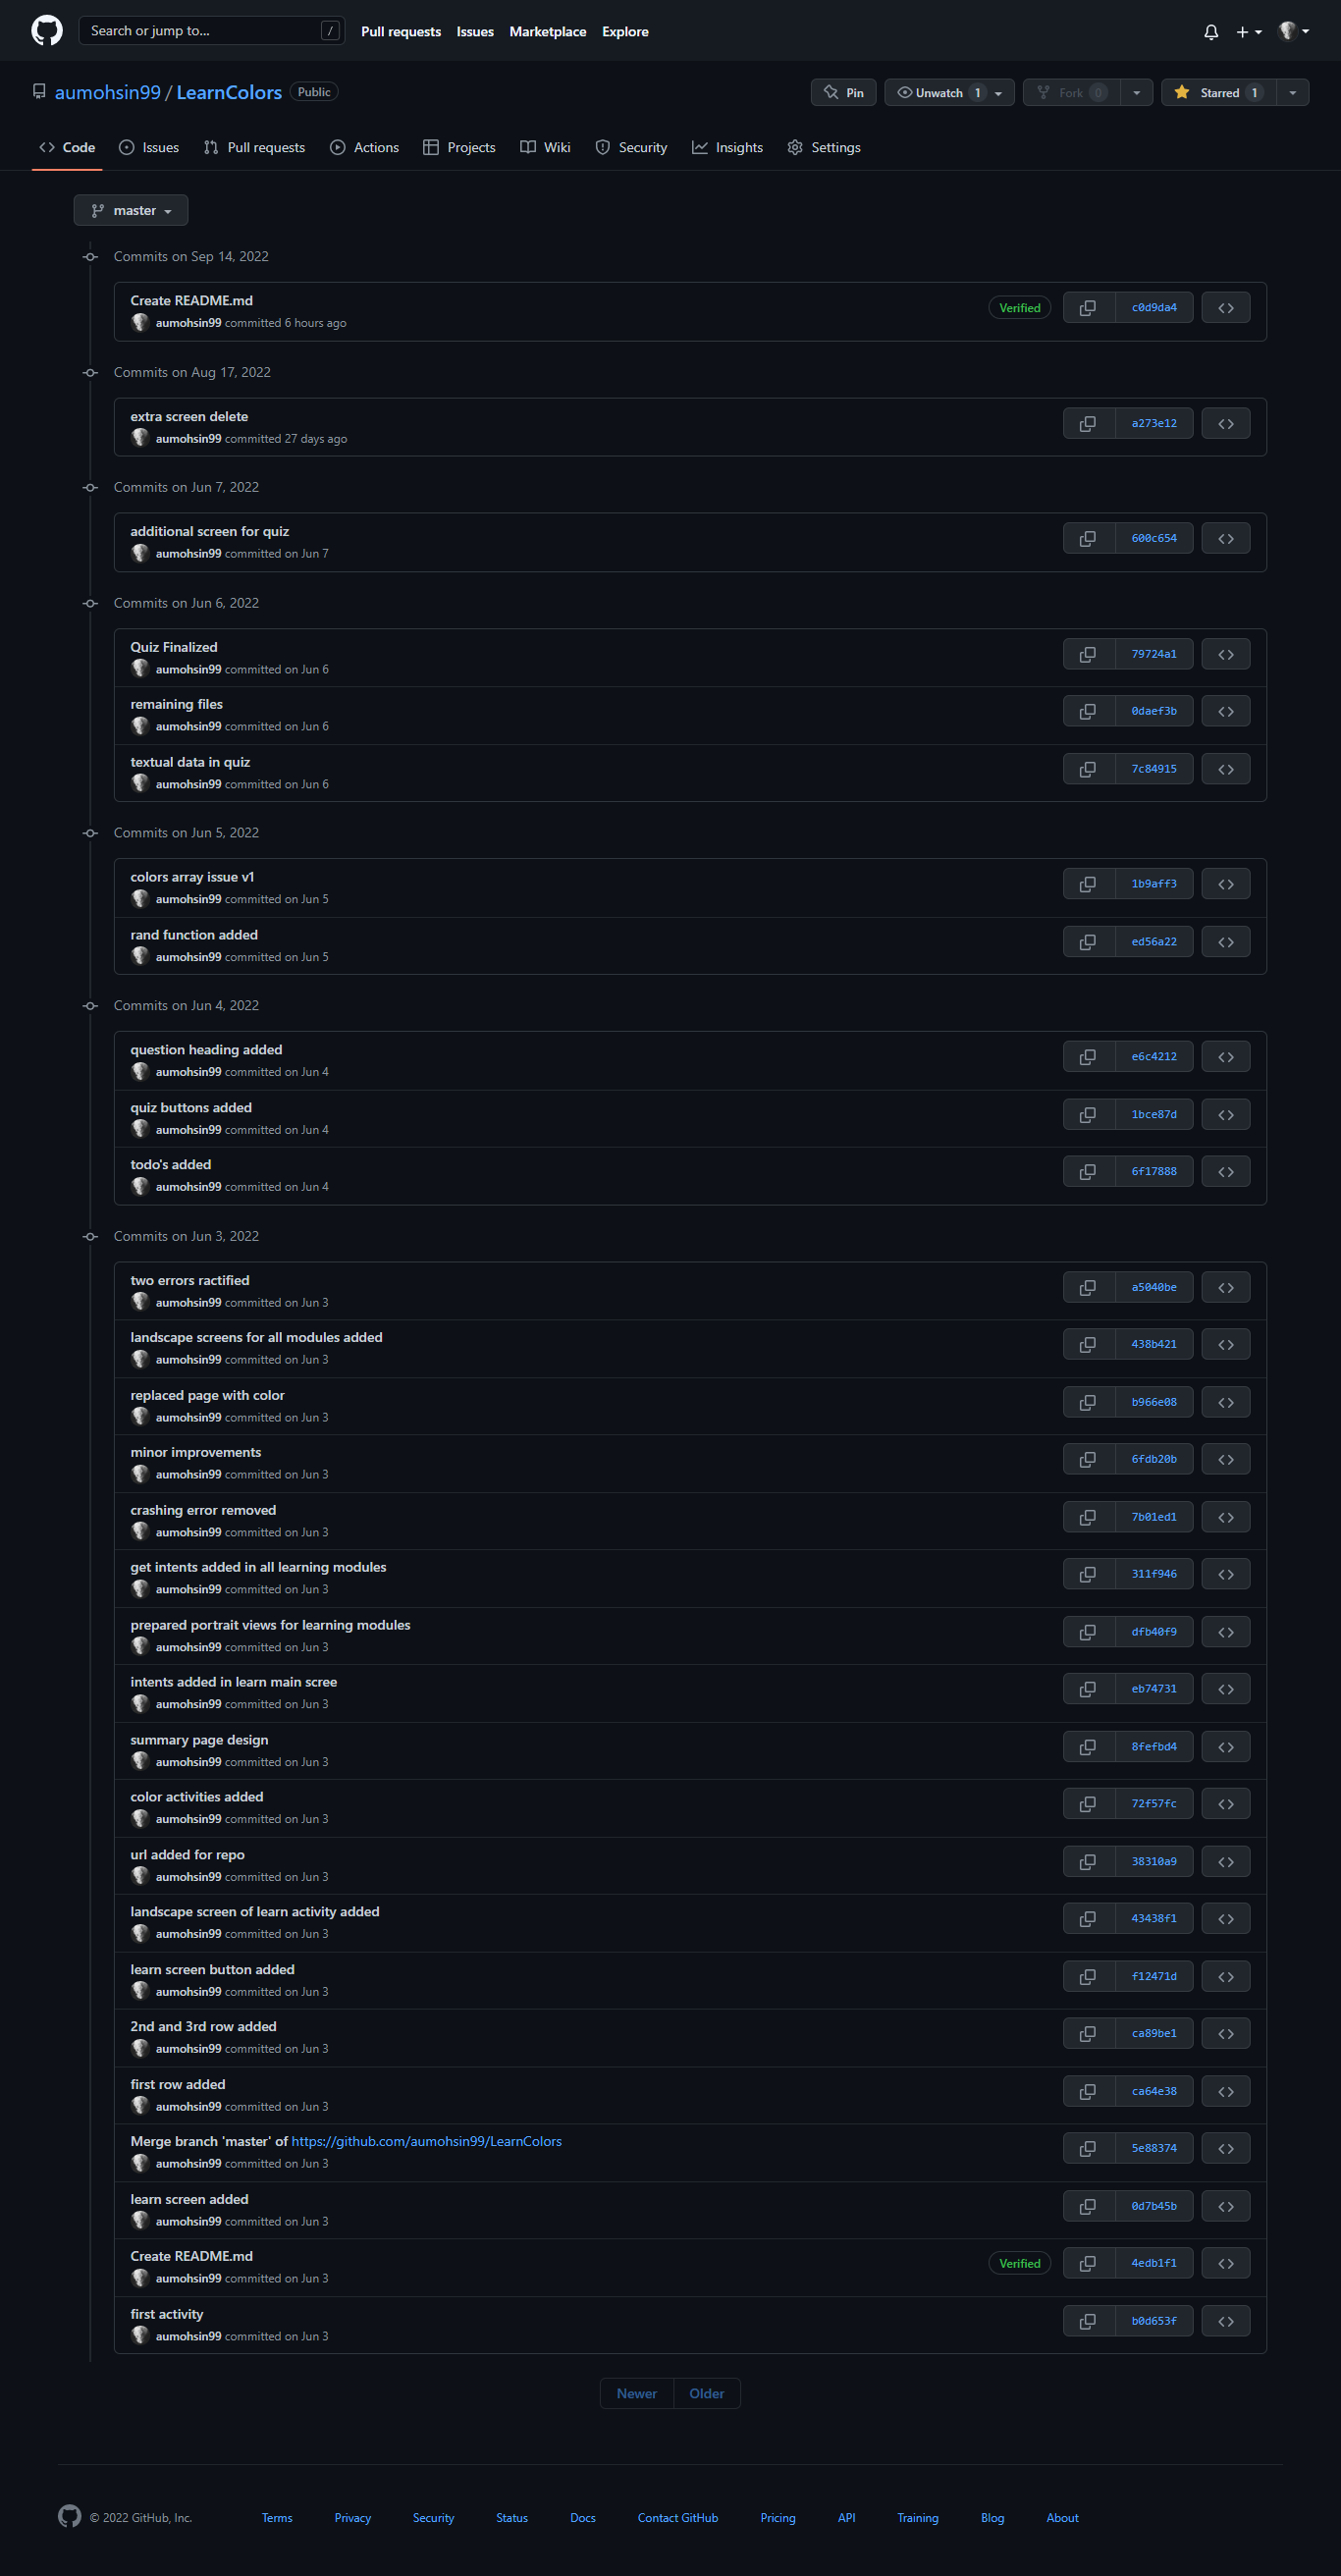 Search or jump to... /
Pull requests Issues Marketplace Explore
aumohsin99 / LearnColors Public
Pin Unwatch 1 Fork 0 Starred 1
Code Issues Pull requests Actions Projects Wiki Security Insights Settings
master
Commits on Sep 14, 2022
Create README.md
Verified c0d9da4
aumohsin99 committed 6 hours ago
Commits on Aug 17, 2022
extra screen delete
a273e12
aumohsin99 committed 27 days ago
Commits on Jun 7, 2022
additional screen for quiz
600c654
aumohsin99 committed on Jun 7
Commits on Jun 6, 2022
Quiz Finalized
79724a1
aumohsin99 committed on Jun 6
remaining files
0daef3b
aumohsin99 committed on Jun 6
textual data in quiz
7c84915
aumohsin99 committed on Jun 6
Commits on Jun 5, 2022
colors array issue v1
1b9aff3
aumohsin99 committed on Jun 5
rand function added
ed56a22
aumohsin99 committed on Jun 5
Commits on Jun 4, 2022
question heading added
e6c4212
aumohsin99 committed on Jun 4
quiz buttons added
1bce87d
aumohsin99 committed on Jun 4
todo's added
6f17888
aumohsin99 committed on Jun 4
Commits on Jun 3, 2022
two errors ractified
a5040be
aumohsin99 committed on Jun 3
landscape screens for all modules added
438b421
aumohsin99 committed on Jun 3
replaced page with color
b966e08
aumohsin99 committed on Jun 3
minor improvements
6fdb20b
aumohsin99 committed on Jun 3
crashing error removed
7b01ed1
aumohsin99 committed on Jun 3
get intents added in all learning modules
311f946
aumohsin99 committed on Jun 3
prepared portrait views for learning modules
dfb40f9
aumohsin99 committed on Jun 3
intents added in learn main scree
eb74731
aumohsin99 committed on Jun 3
summary page design
8fefbd4
aumohsin99 committed on Jun 3
color activities added
72f57fc
aumohsin99 committed on Jun 3
url added for repo
38310a9
aumohsin99 committed on Jun 3
landscape screen of learn activity added
43438f1
aumohsin99 committed on Jun 3
learn screen button added
f12471d
aumohsin99 committed on Jun 3
2nd and 3rd row added
ca89be1
aumohsin99 committed on Jun 3
first row added
ca64e38
aumohsin99 committed on Jun 3
Merge branch 'master' of https://github.com/aumohsin99/LearnColors
5e88374
aumohsin99 committed on Jun 3
learn screen added
0d7b45b
aumohsin99 committed on Jun 3
Create README.md
Verified 4edb1f1
aumohsin99 committed on Jun 3
first activity
b0d653f
aumohsin99 committed on Jun 3
Newer Older
© 2022 GitHub, Inc. Terms Privacy Security Status Docs Contact GitHub Pricing API Training Blog About